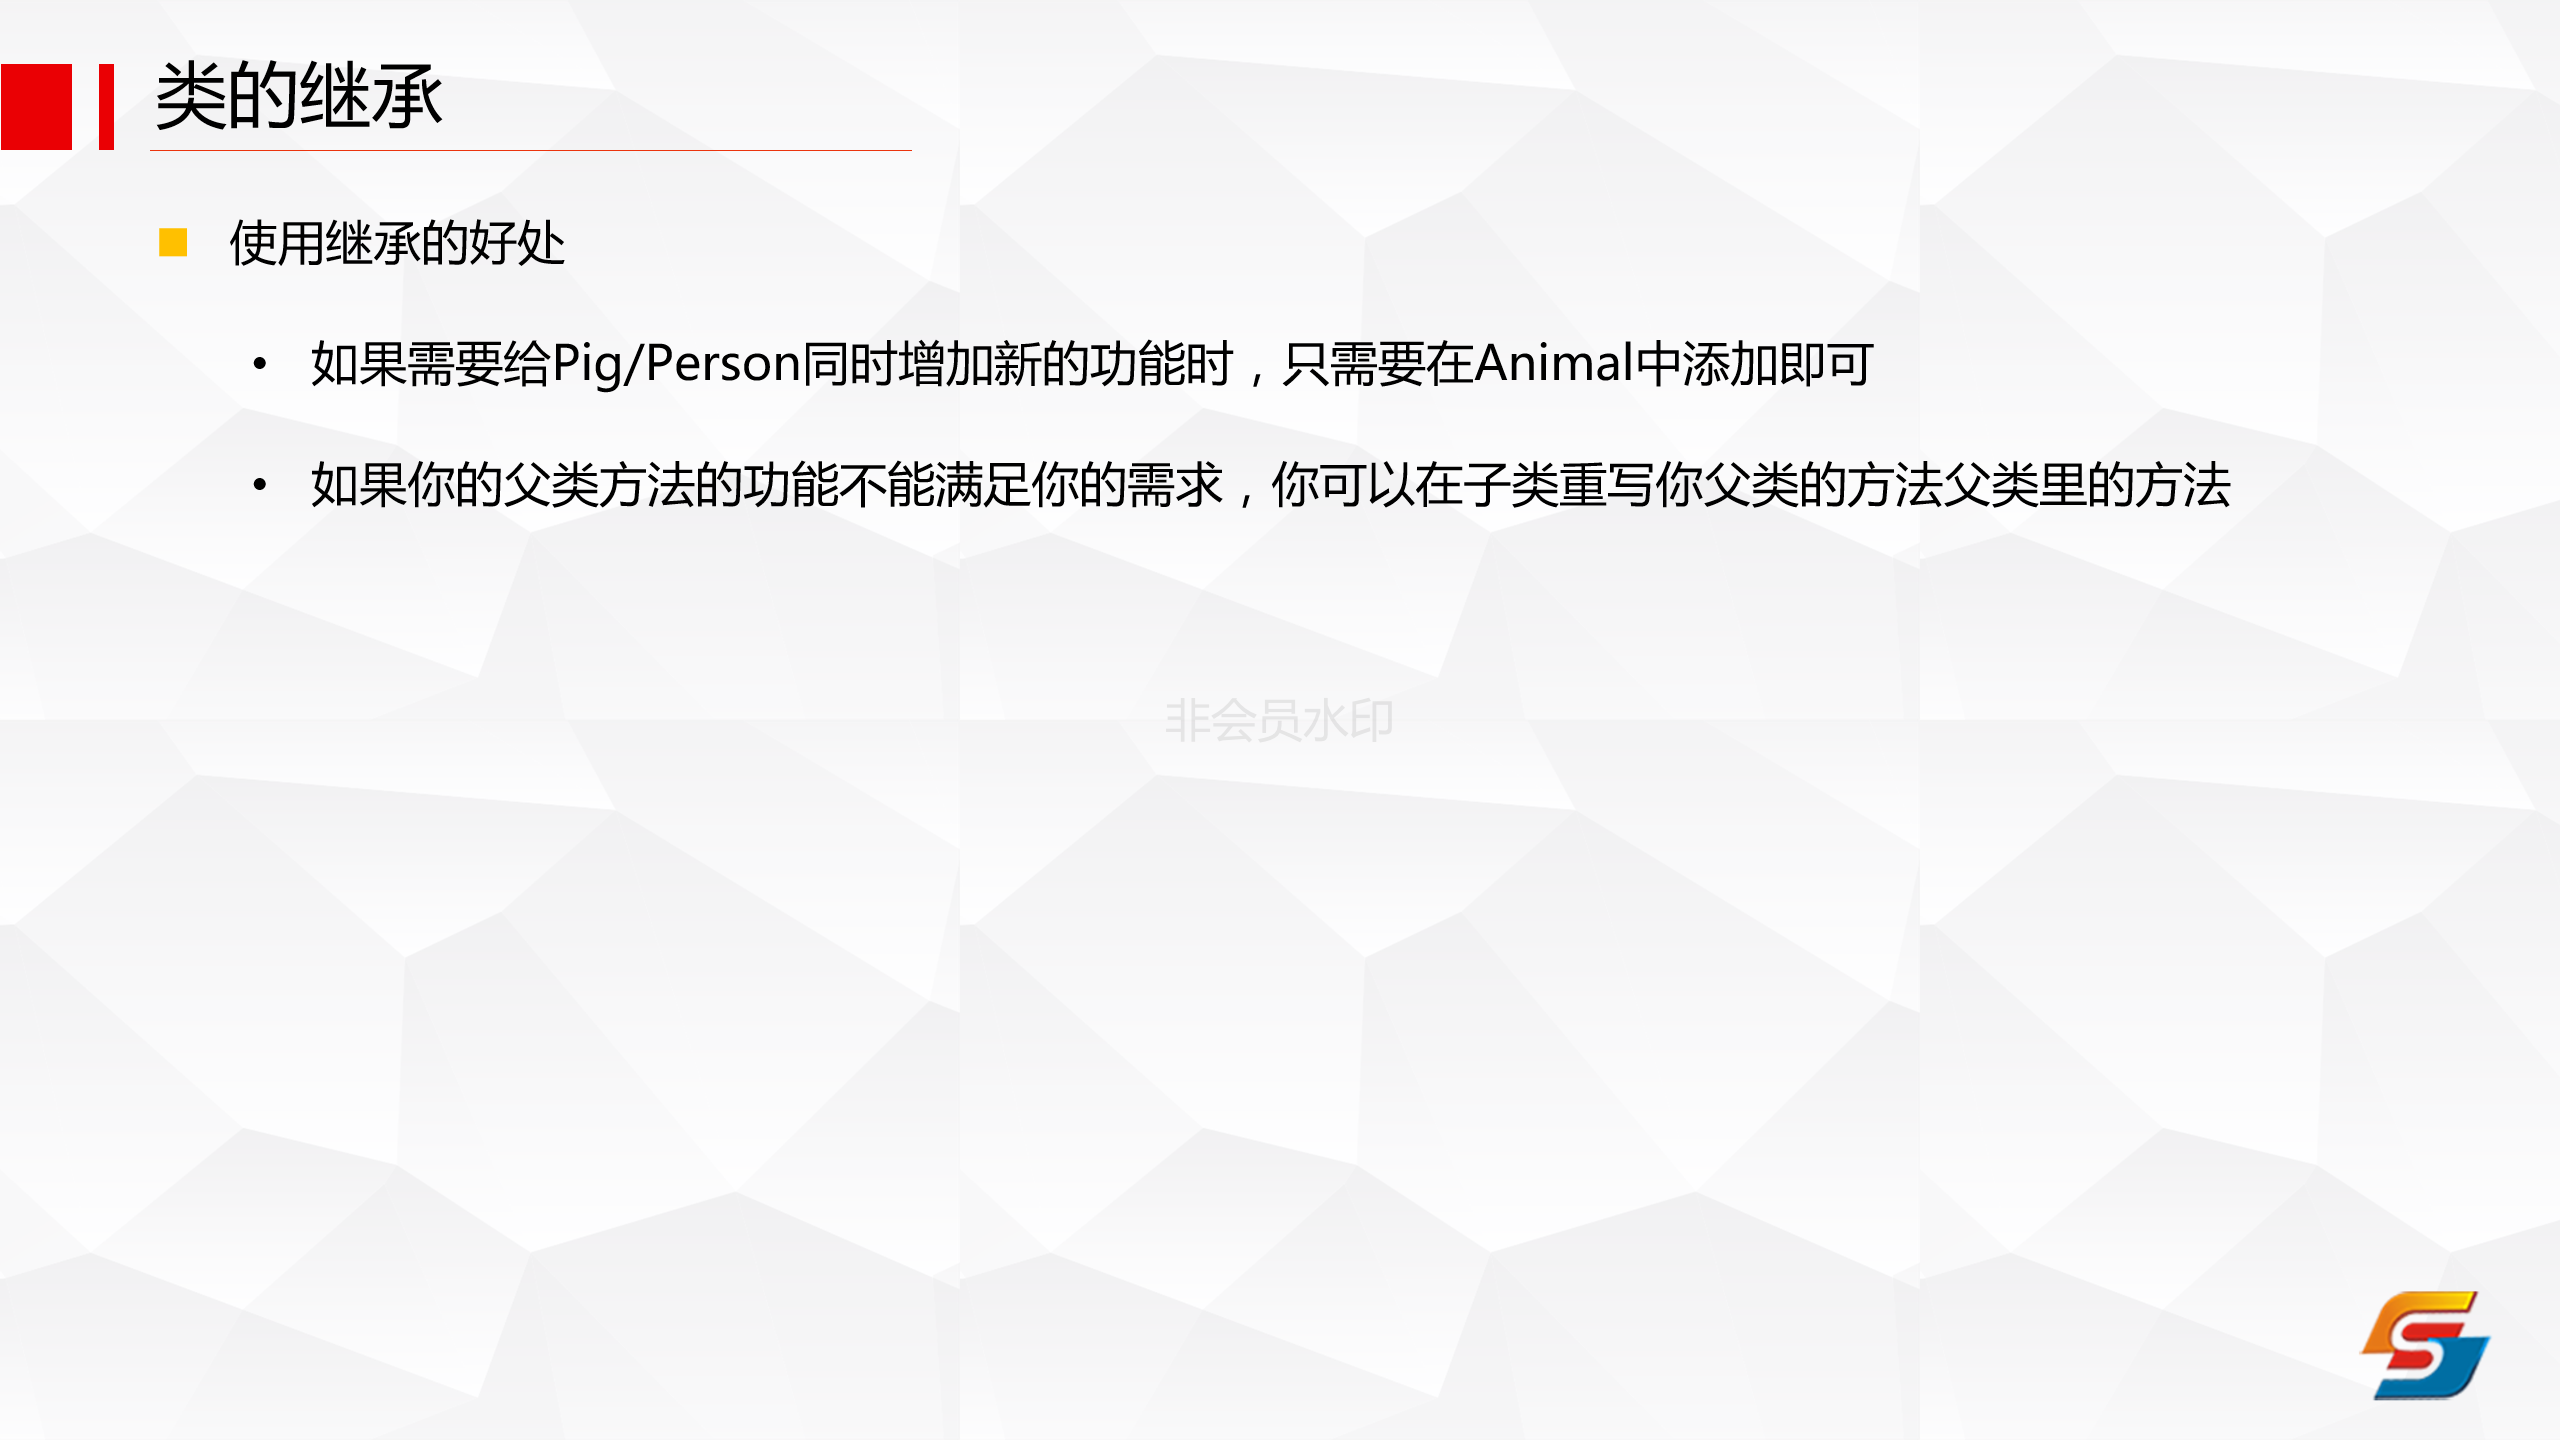 类的继承
使用继承的好处
• 如果需要给Pig/Person同时增加新的功能时，只需要在Animal中添加即可
• 如果你的父类方法的功能不能满足你的需求，你可以在子类重写你父类的方法父类里的方法
非会员水印